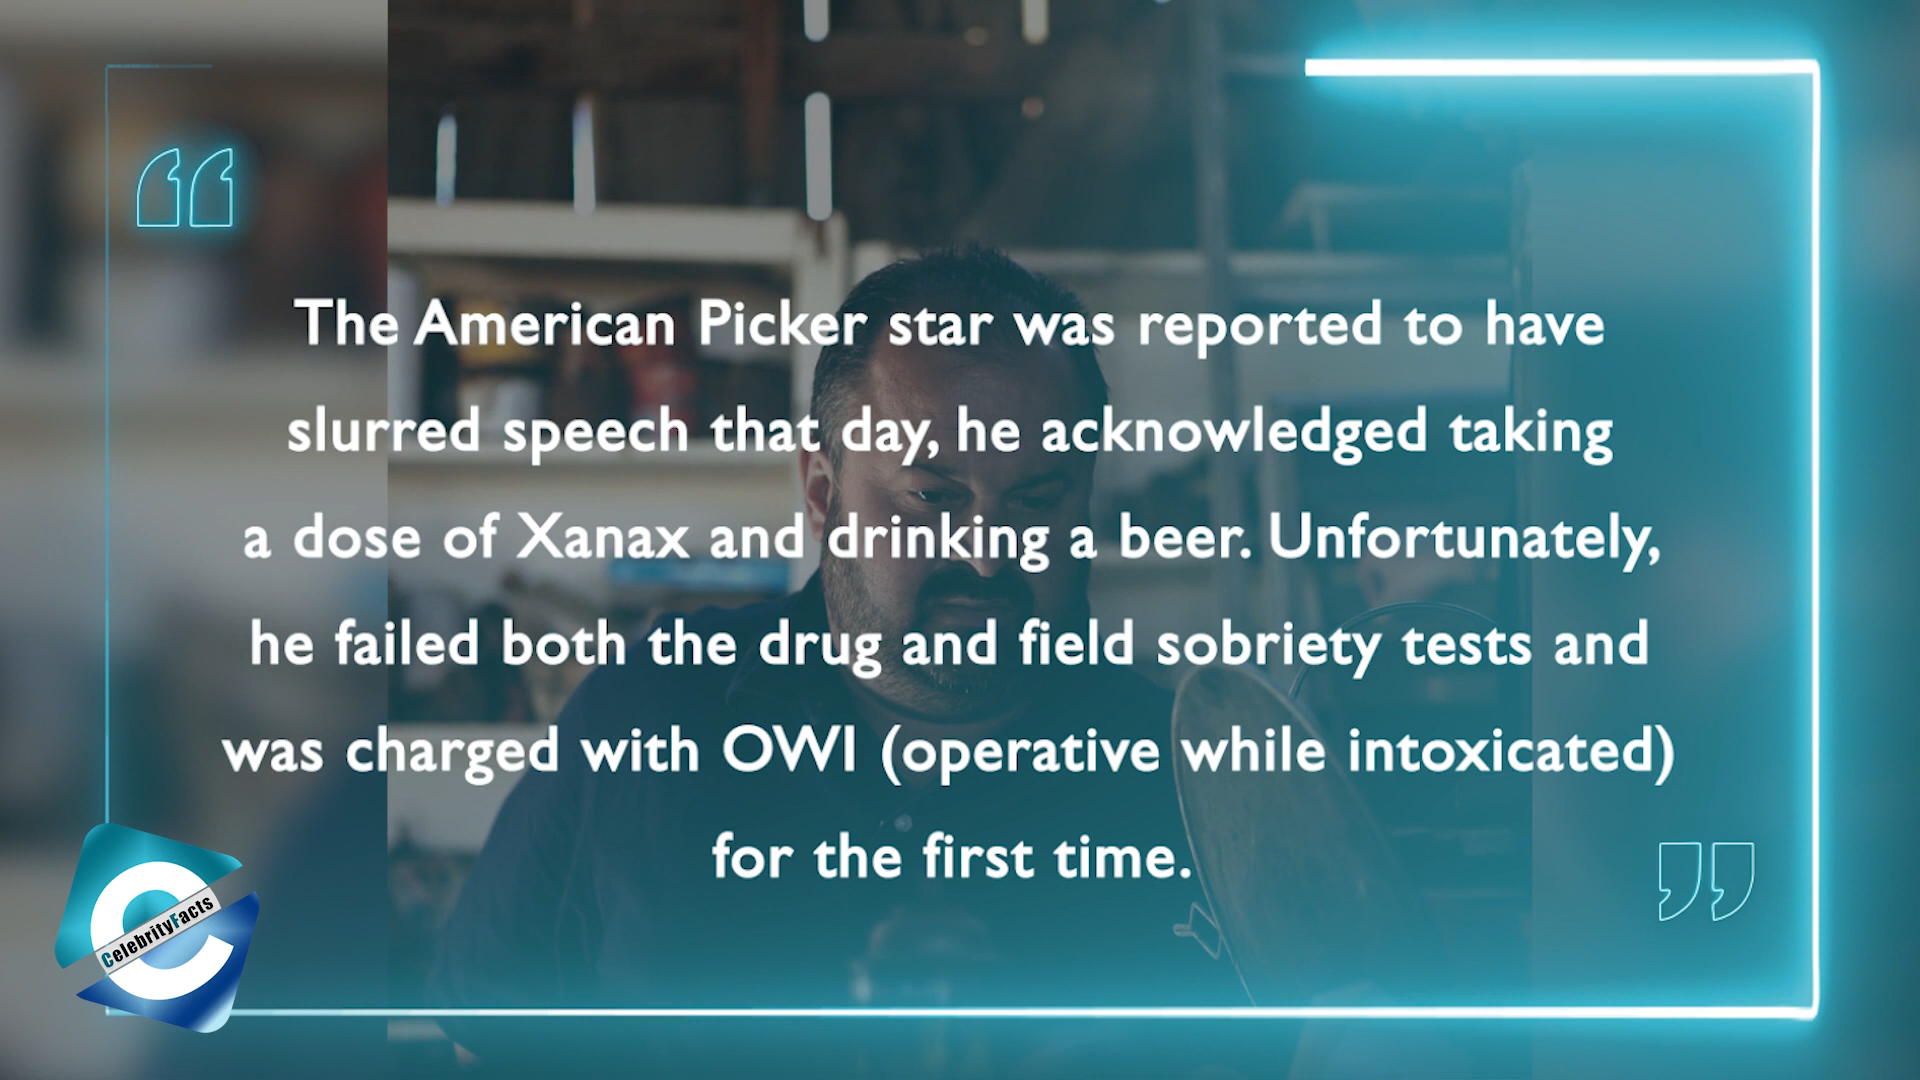 The American Picker star was reported to have
slurred speech that day, he acknowledged taking
a dose of Xanax and drinking a beer. Unfortunately,
he failed both the drug and field sobriety tests and
was charged with OWI (operative while intoxicated)
for the first time.
CelebrityFacts